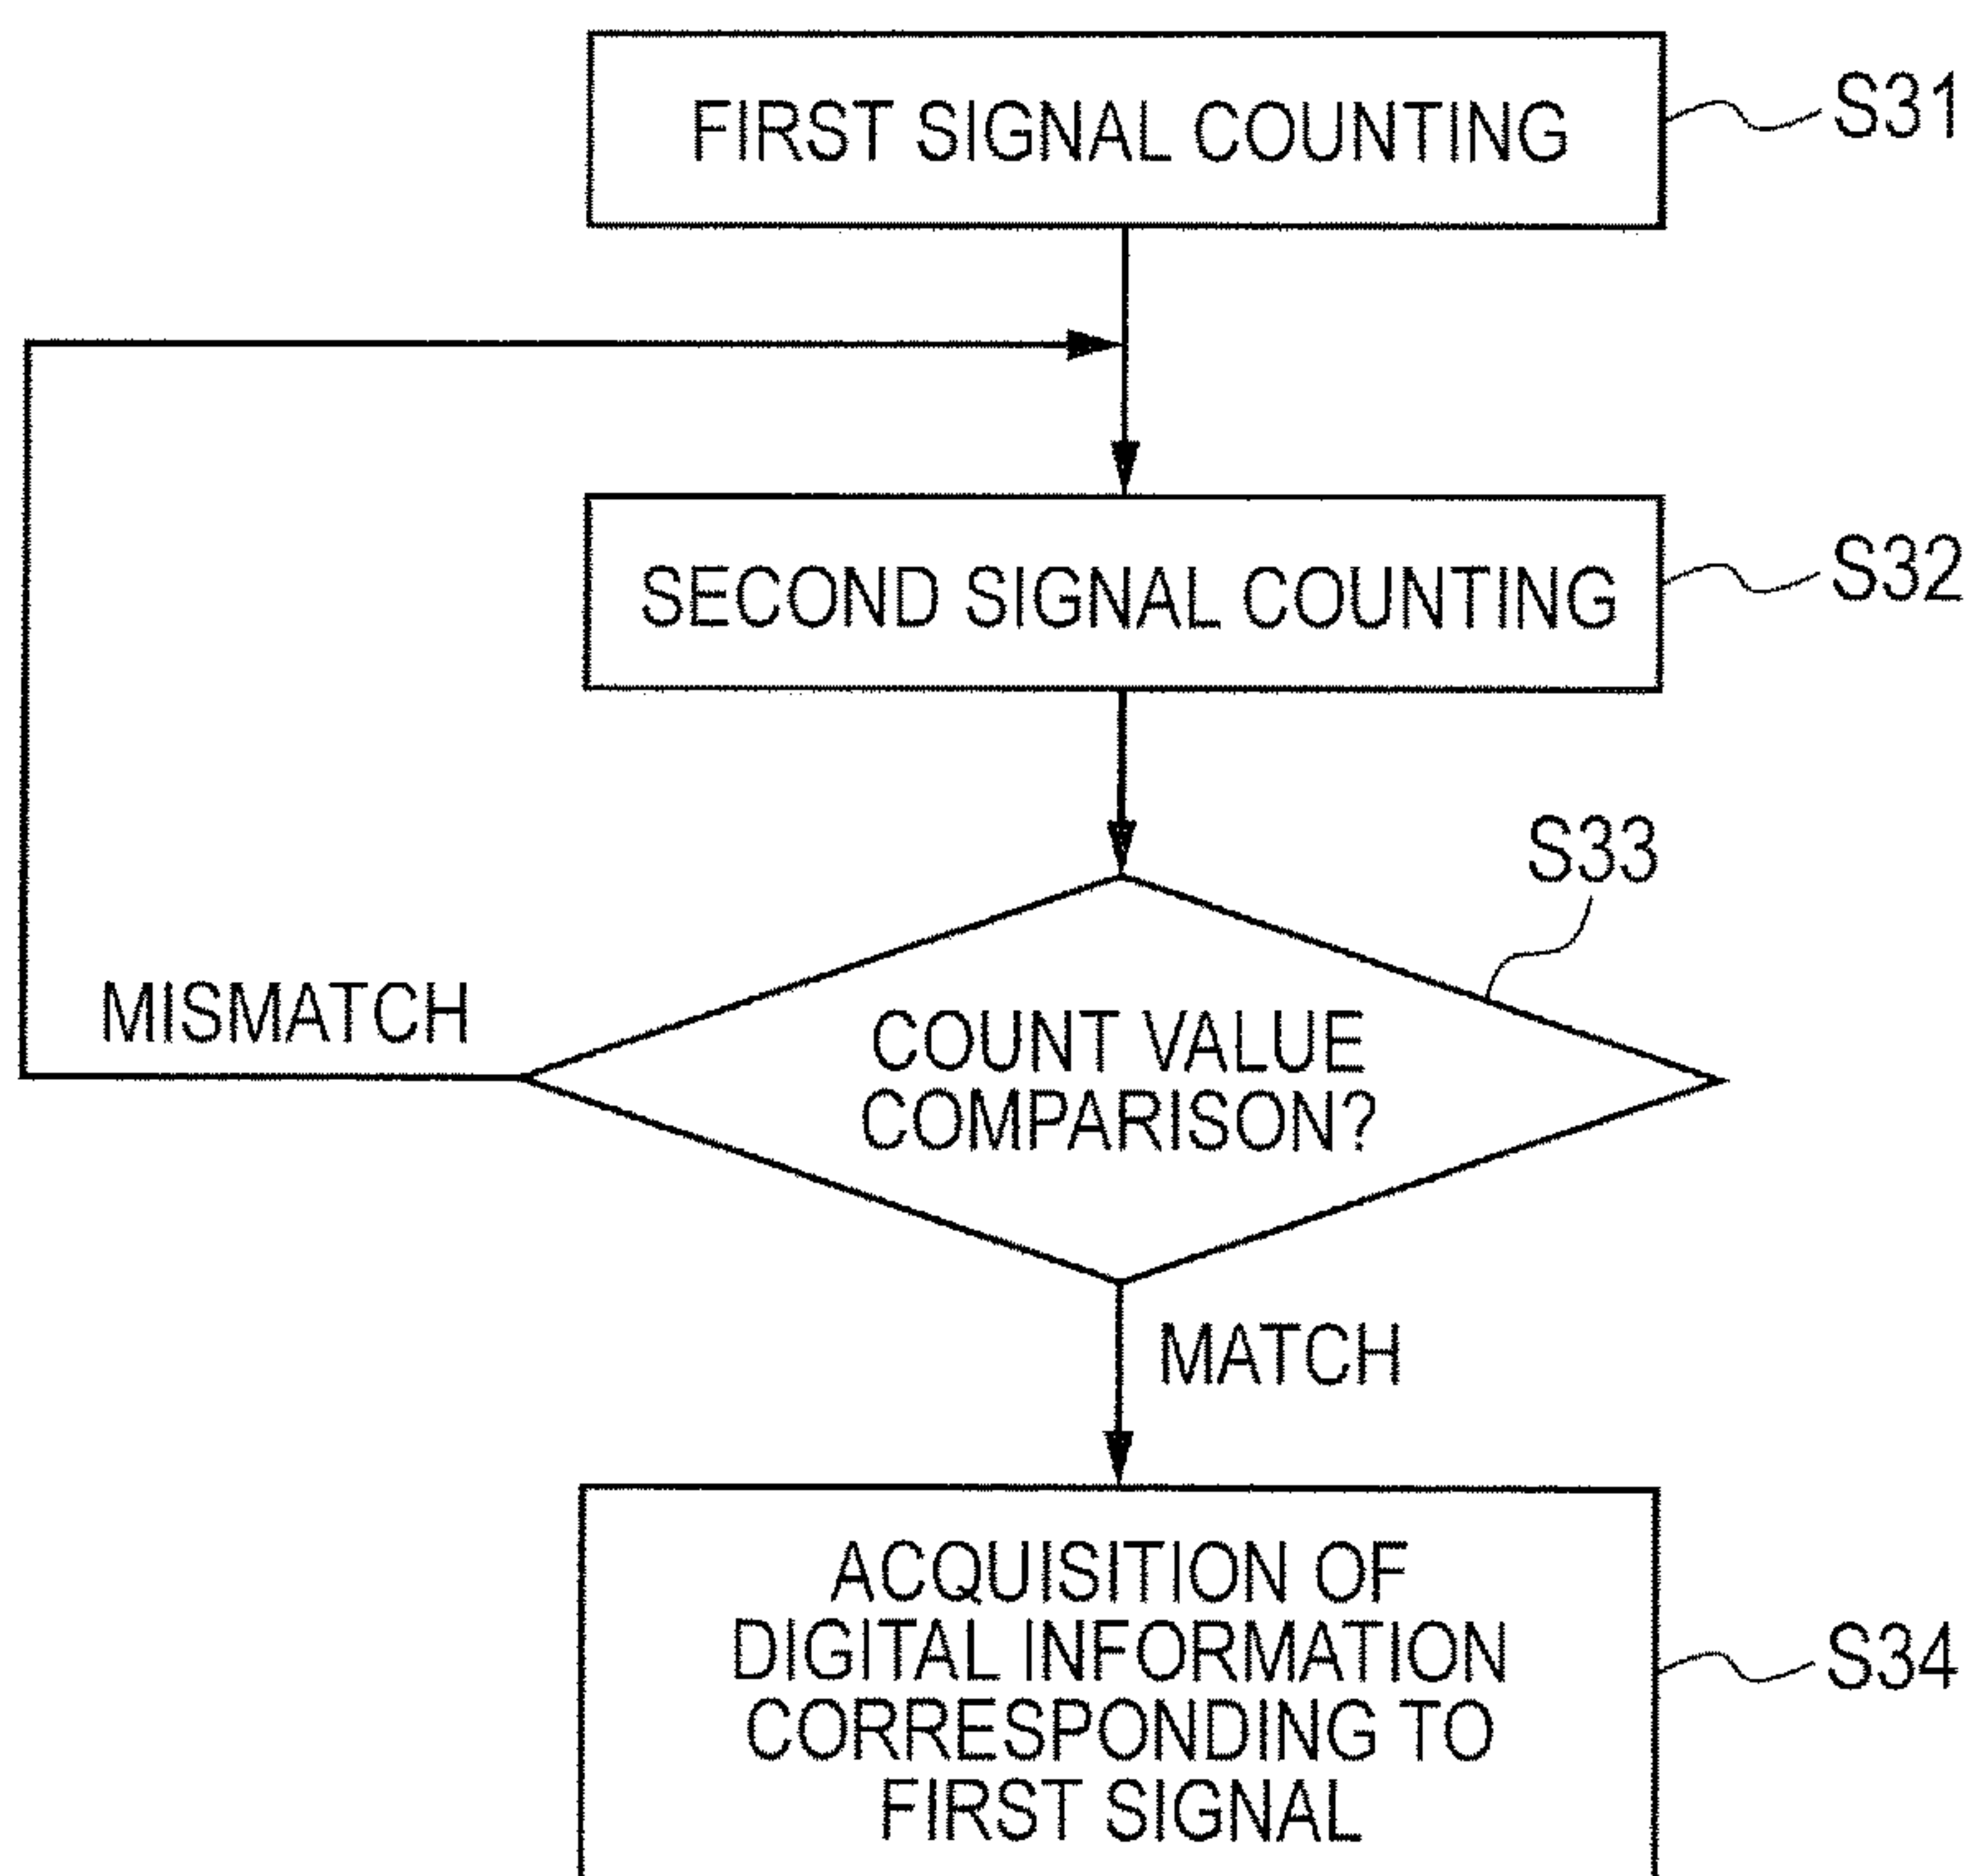 FIRST SIGNAL COUNTING
S31
SECOND SIGNAL COUNTING
S32
S33
MISMATCH
COUNT VALUE
COMPARISON?
MATCH
ACQUISITION OF
DIGITAL INFORMATION
CORRESPONDING TO
FIRST SIGNAL
S34